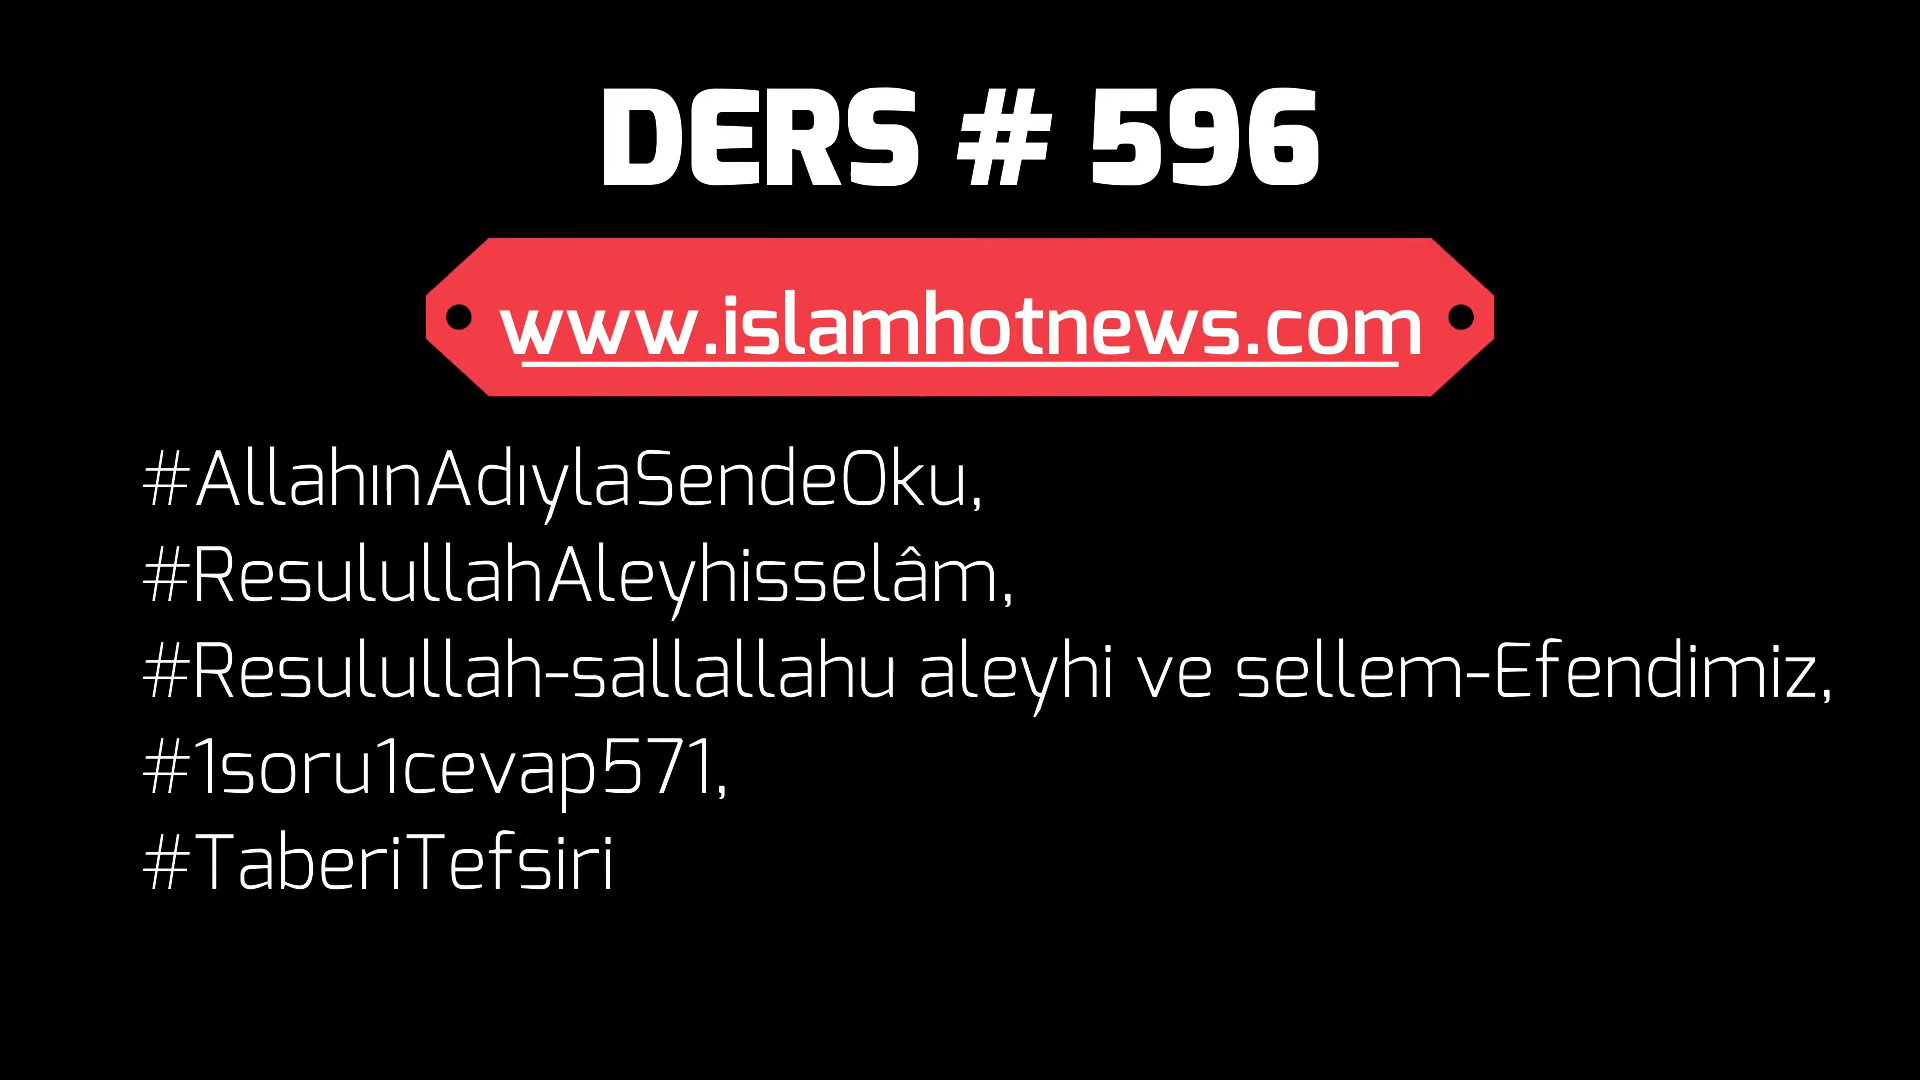 DERS # 596
www.islamhotnews.com
#AllahınAdıylaSendeOku,
#ResulullahAleyhisselâm,
#Resulullah-sallallahu aleyhi ve sellem-Efendimiz,
#1soru1cevap571,
#TaberiTefsiri